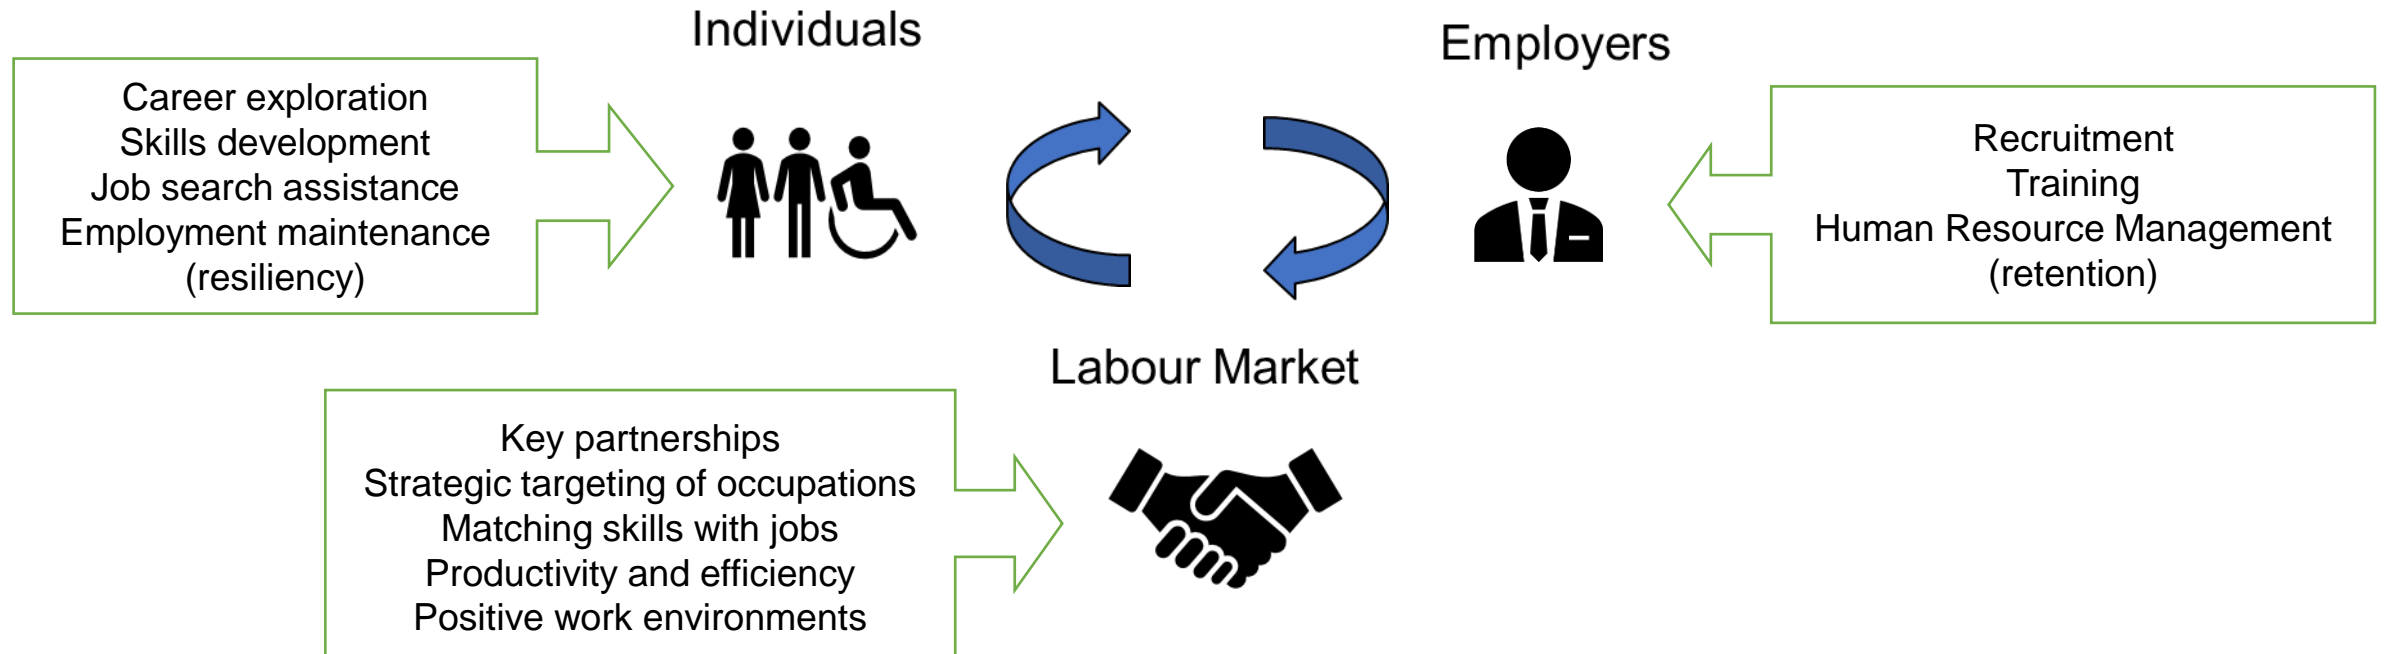 Individuals
Employers
Career exploration
Skills development
Job search assistance
Employment maintenance
(resiliency)
Recruitment
Training
Human Resource Management
(retention)
Labour Market
Key partnerships
Strategic targeting of occupations
Matching skills with jobs
Productivity and efficiency
Positive work environments